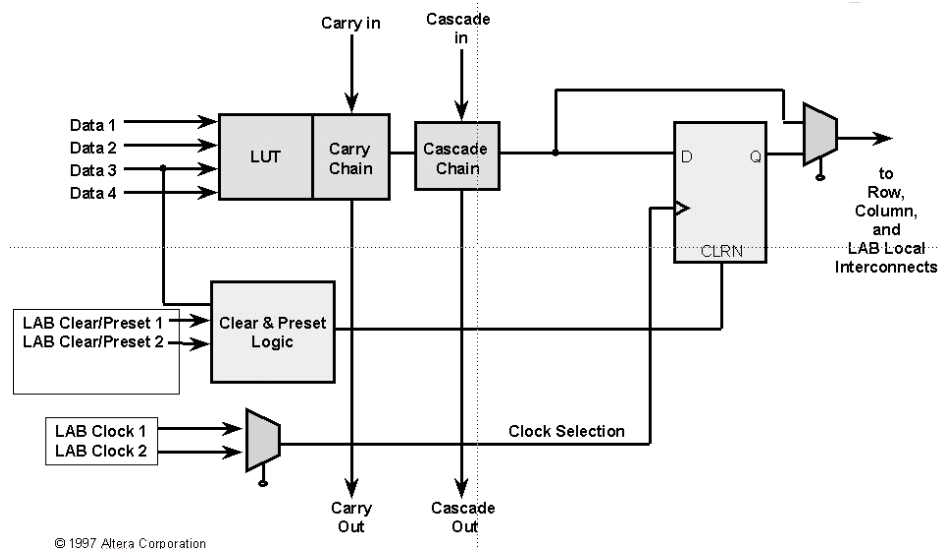 Carry in
Cascade
in
Data 1
Data 2
Data 3
Data 4
LUT
Carry
Chain
Cascade
Chain
D
Q
CLRN
to
Row,
Column,
and
LAB Local
Interconnects
LAB Clear/Preset 1
LAB Clear/Preset 2
Clear & Preset
Logic
LAB Clock 1
LAB Clock 2
Clock Selection
Carry
Out
Cascade
Out
© 1997 Altera Corporation